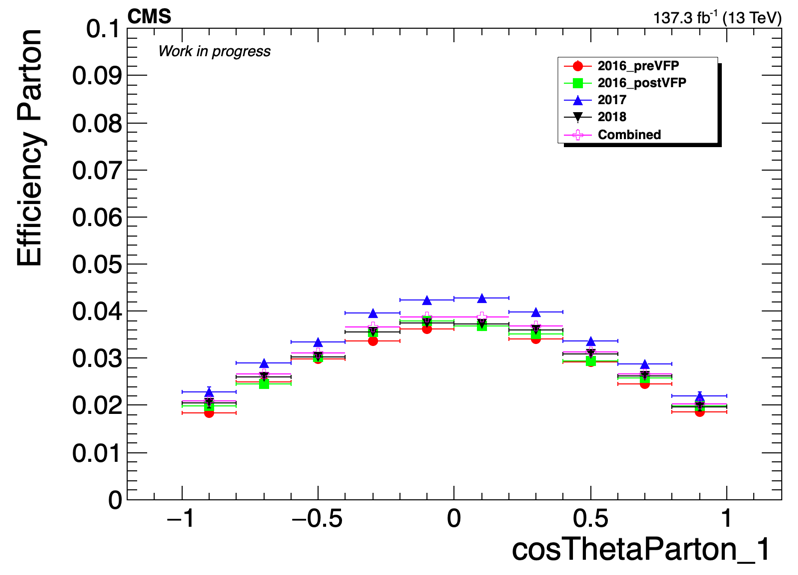 CMS
137.3 fb-1 (13 TeV)
Work in progress
2016_preVFP
2016_postVFP
2017
2018
Combined
Efficiency Parton
0.1
0.09
0.08
0.07
0.06
0.05
0.04
0.03
0.02
0.01
0
−1
−0.5
0
0.5
1
cosThetaParton_1